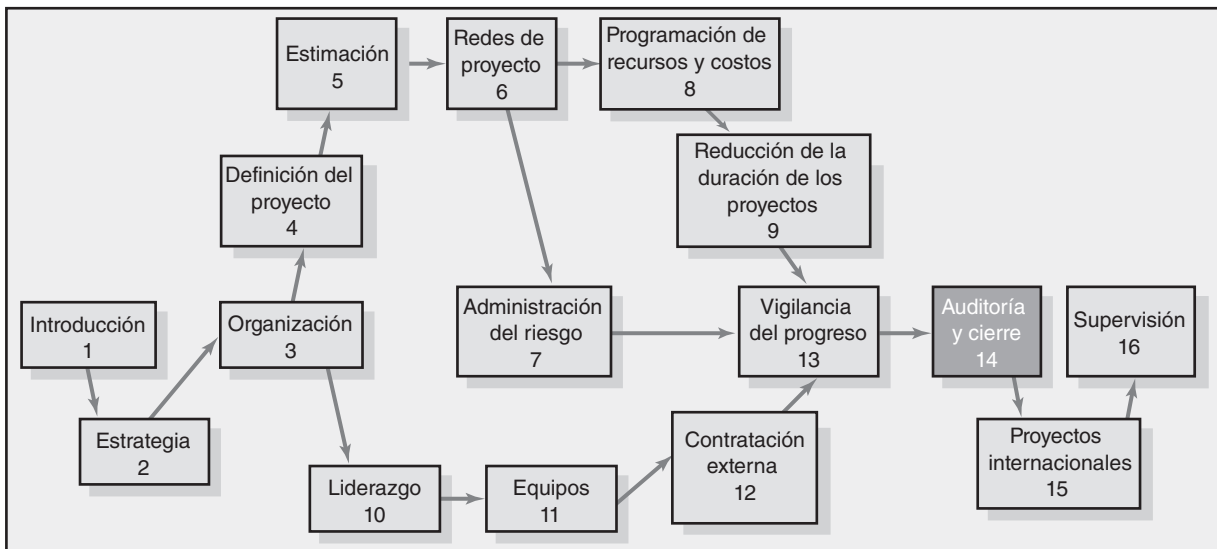 Introducción
1
Estrategia
2
Organización
3
Definición del
proyecto
4
Estimación
5
Redes de
proyecto
6
Administración
del riesgo
7
Programación de
recursos y costos
8
Reducción de la
duración de los
proyectos
9
Liderazgo
10
Equipos
11
Contratación
externa
12
Vigilancia
del progreso
13
Auditoría
y cierre
14
Proyectos
internacionales
15
Supervisión
16